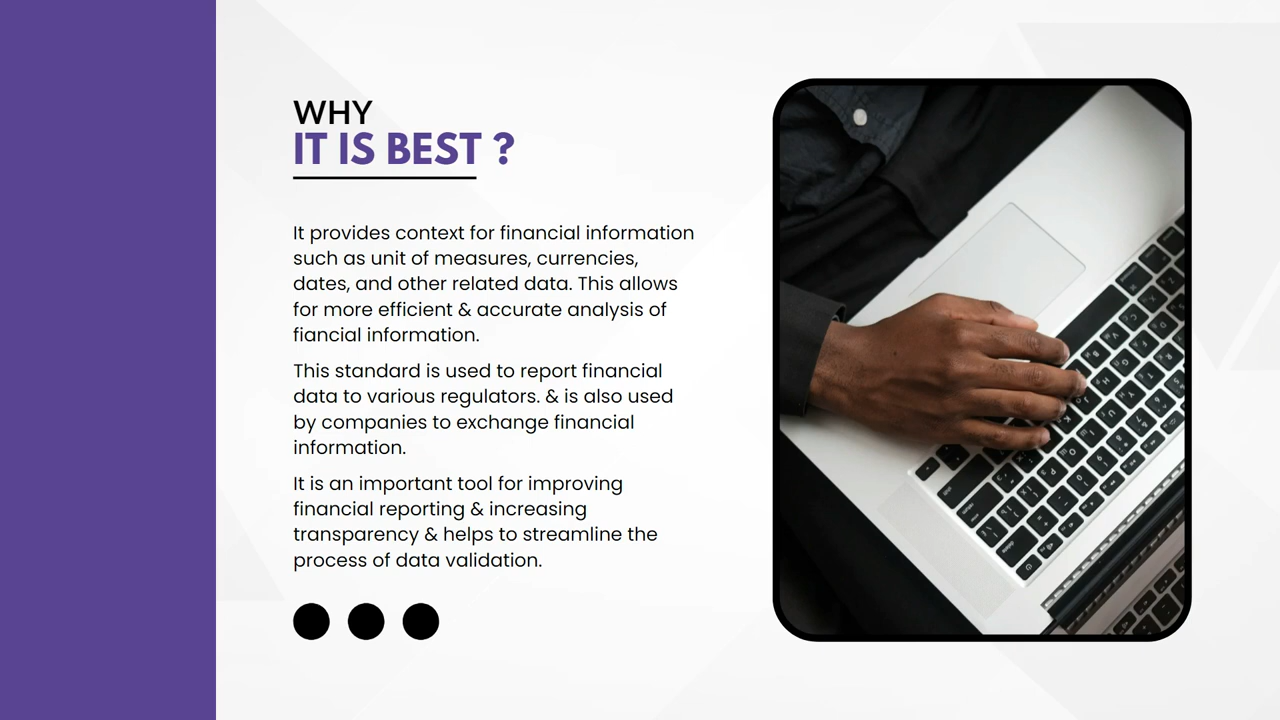 WHY
IT IS BEST ?
It provides context for financial information
such as unit of measures, currencies,
dates, and other related data. This allows
for more efficient & accurate analysis of
fiancial information.
This standard is used to report financial
data to various regulators. & is also used
by companies to exchange financial
information.
It is an important tool for improving
financial reporting & increasing
transparency & helps to streamline the
process of data validation.